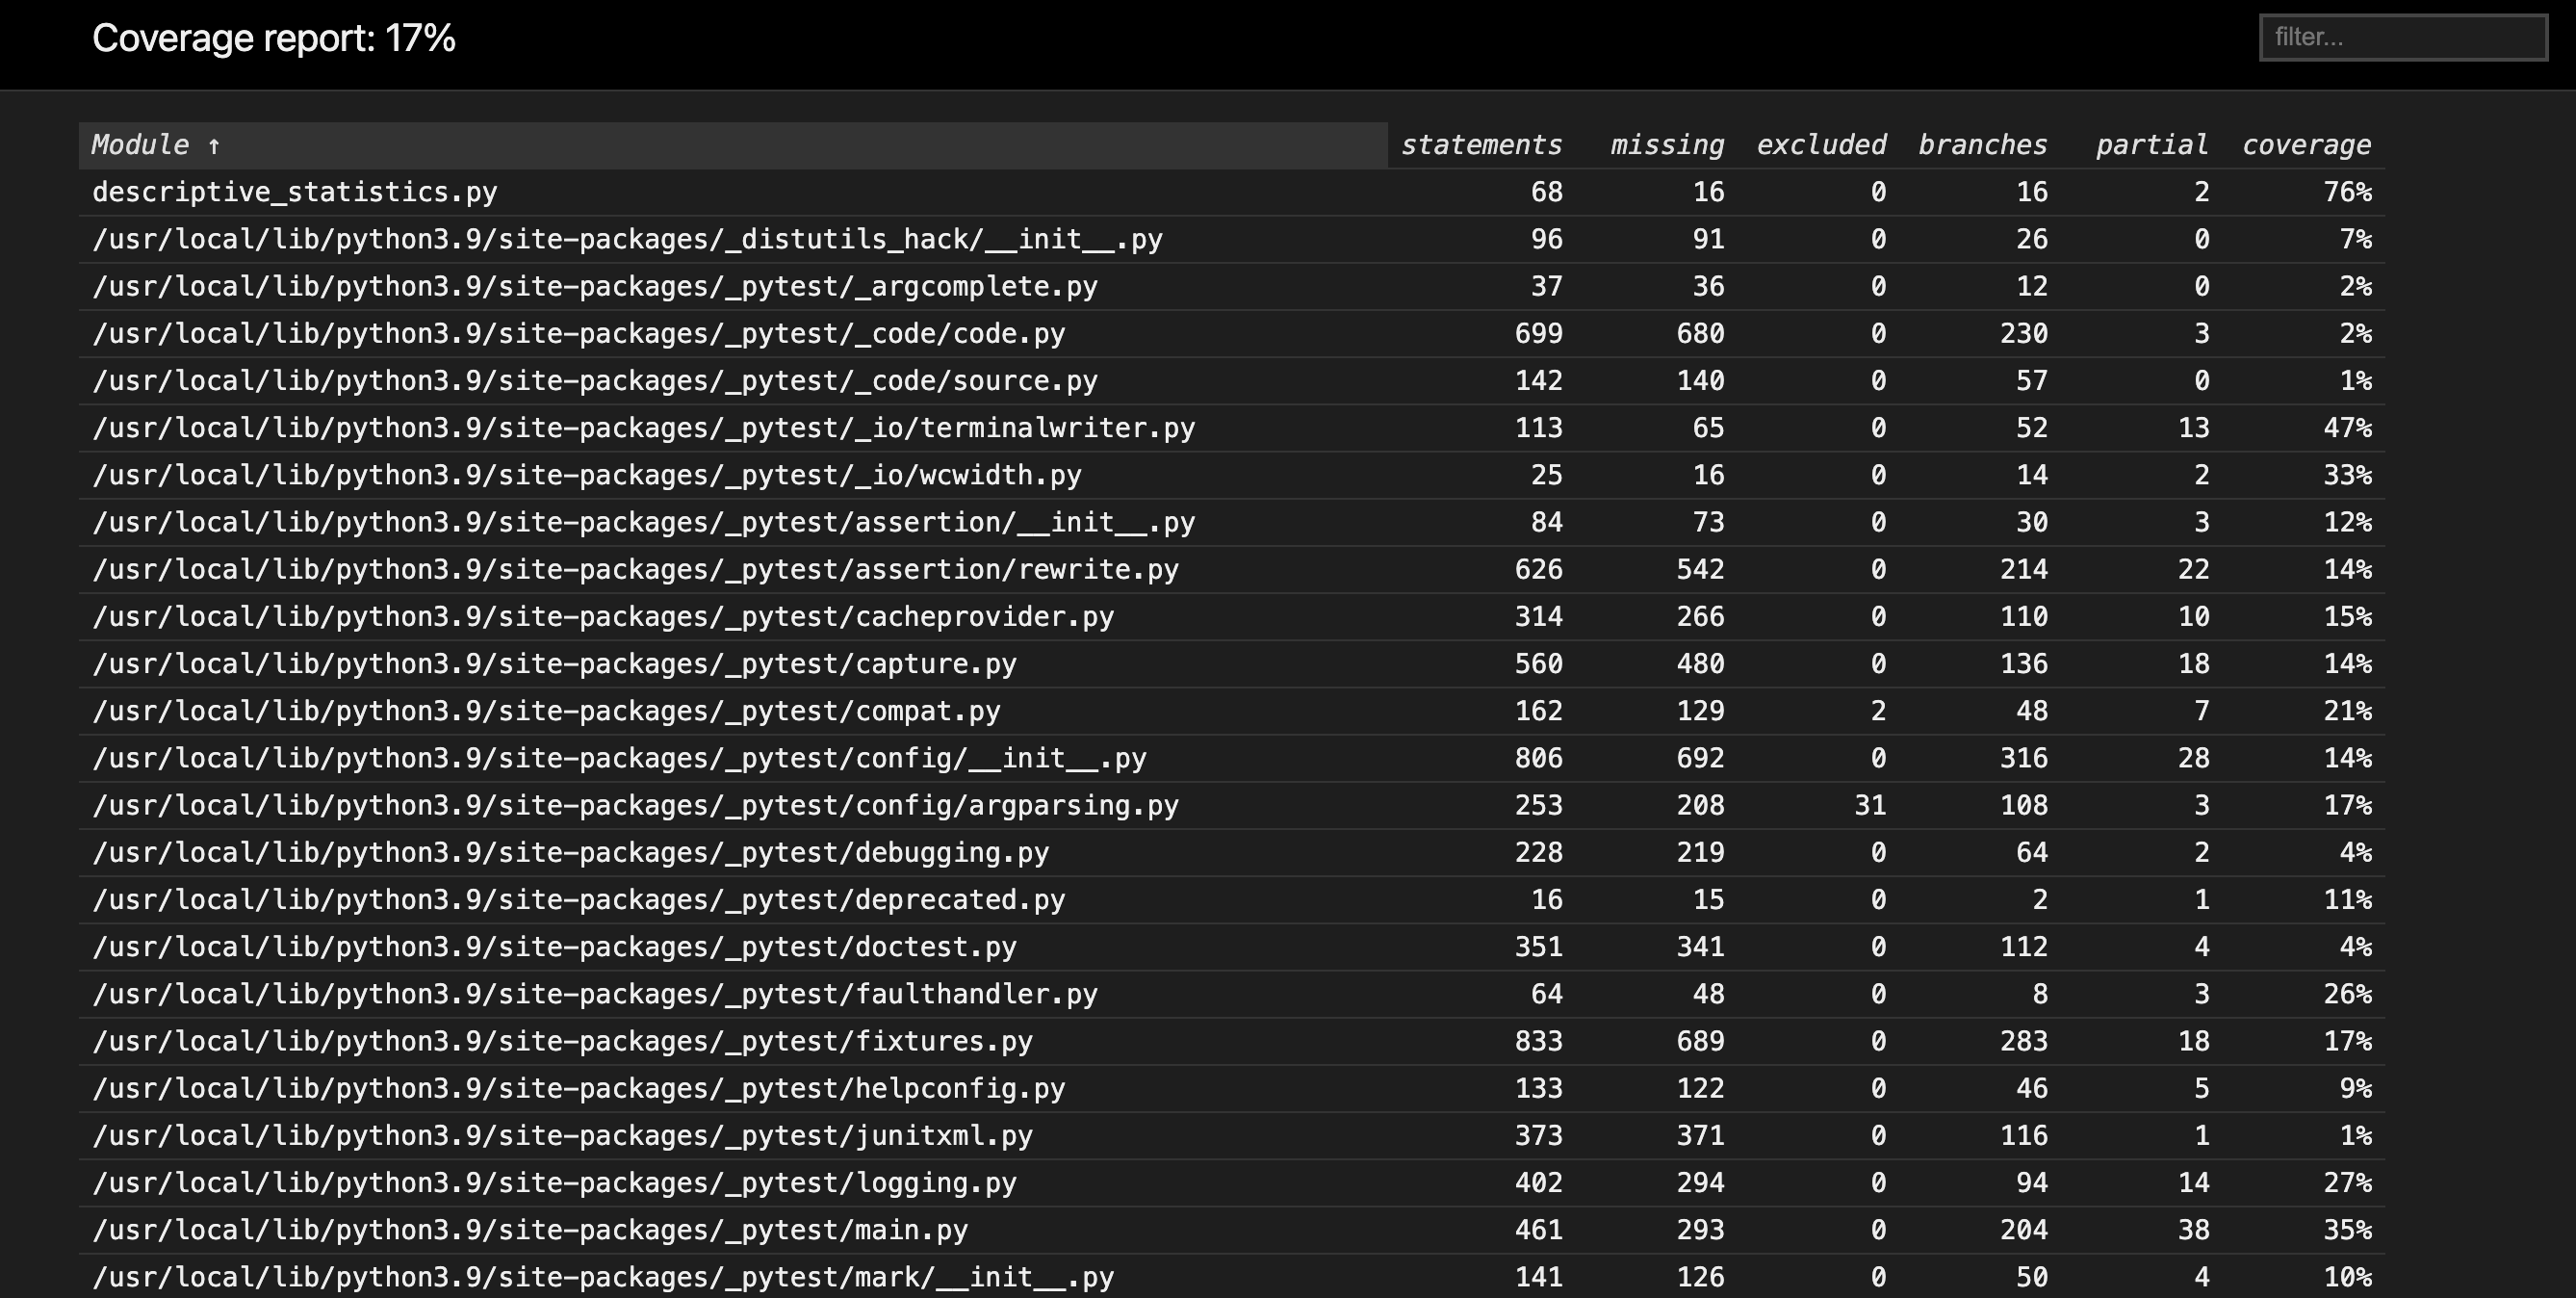 Coverage report: 17%
filter...
Module ↑ statements missing excluded branches partial coverage
descriptive_statistics.py 68 16 0 16 2 76%
/usr/local/lib/python3.9/site-packages/_distutils_hack/__init__.py 96 91 0 26 0 7%
/usr/local/lib/python3.9/site-packages/_pytest/_argcomplete.py 37 36 0 12 0 2%
/usr/local/lib/python3.9/site-packages/_pytest/_code/code.py 699 680 0 230 3 2%
/usr/local/lib/python3.9/site-packages/_pytest/_code/source.py 142 140 0 57 0 1%
/usr/local/lib/python3.9/site-packages/_pytest/_io/terminalwriter.py 113 65 0 52 13 47%
/usr/local/lib/python3.9/site-packages/_pytest/_io/wcwidth.py 25 16 0 14 2 33%
/usr/local/lib/python3.9/site-packages/_pytest/assertion/__init__.py 84 73 0 30 3 12%
/usr/local/lib/python3.9/site-packages/_pytest/assertion/rewrite.py 626 542 0 214 22 14%
/usr/local/lib/python3.9/site-packages/_pytest/cacheprovider.py 314 266 0 110 10 15%
/usr/local/lib/python3.9/site-packages/_pytest/capture.py 560 480 0 136 18 14%
/usr/local/lib/python3.9/site-packages/_pytest/compat.py 162 129 2 48 7 21%
/usr/local/lib/python3.9/site-packages/_pytest/config/__init__.py 806 692 0 316 28 14%
/usr/local/lib/python3.9/site-packages/_pytest/config/argparsing.py 253 208 31 108 3 17%
/usr/local/lib/python3.9/site-packages/_pytest/debugging.py 228 219 0 64 2 4%
/usr/local/lib/python3.9/site-packages/_pytest/deprecated.py 16 15 0 2 1 11%
/usr/local/lib/python3.9/site-packages/_pytest/doctest.py 351 341 0 112 4 4%
/usr/local/lib/python3.9/site-packages/_pytest/faulthandler.py 64 48 0 8 3 26%
/usr/local/lib/python3.9/site-packages/_pytest/fixtures.py 833 689 0 283 18 17%
/usr/local/lib/python3.9/site-packages/_pytest/helpconfig.py 133 122 0 46 5 9%
/usr/local/lib/python3.9/site-packages/_pytest/junitxml.py 373 371 0 116 1 1%
/usr/local/lib/python3.9/site-packages/_pytest/logging.py 402 294 0 94 14 27%
/usr/local/lib/python3.9/site-packages/_pytest/main.py 461 293 0 204 38 35%
/usr/local/lib/python3.9/site-packages/_pytest/mark/__init__.py 141 126 0 50 4 10%